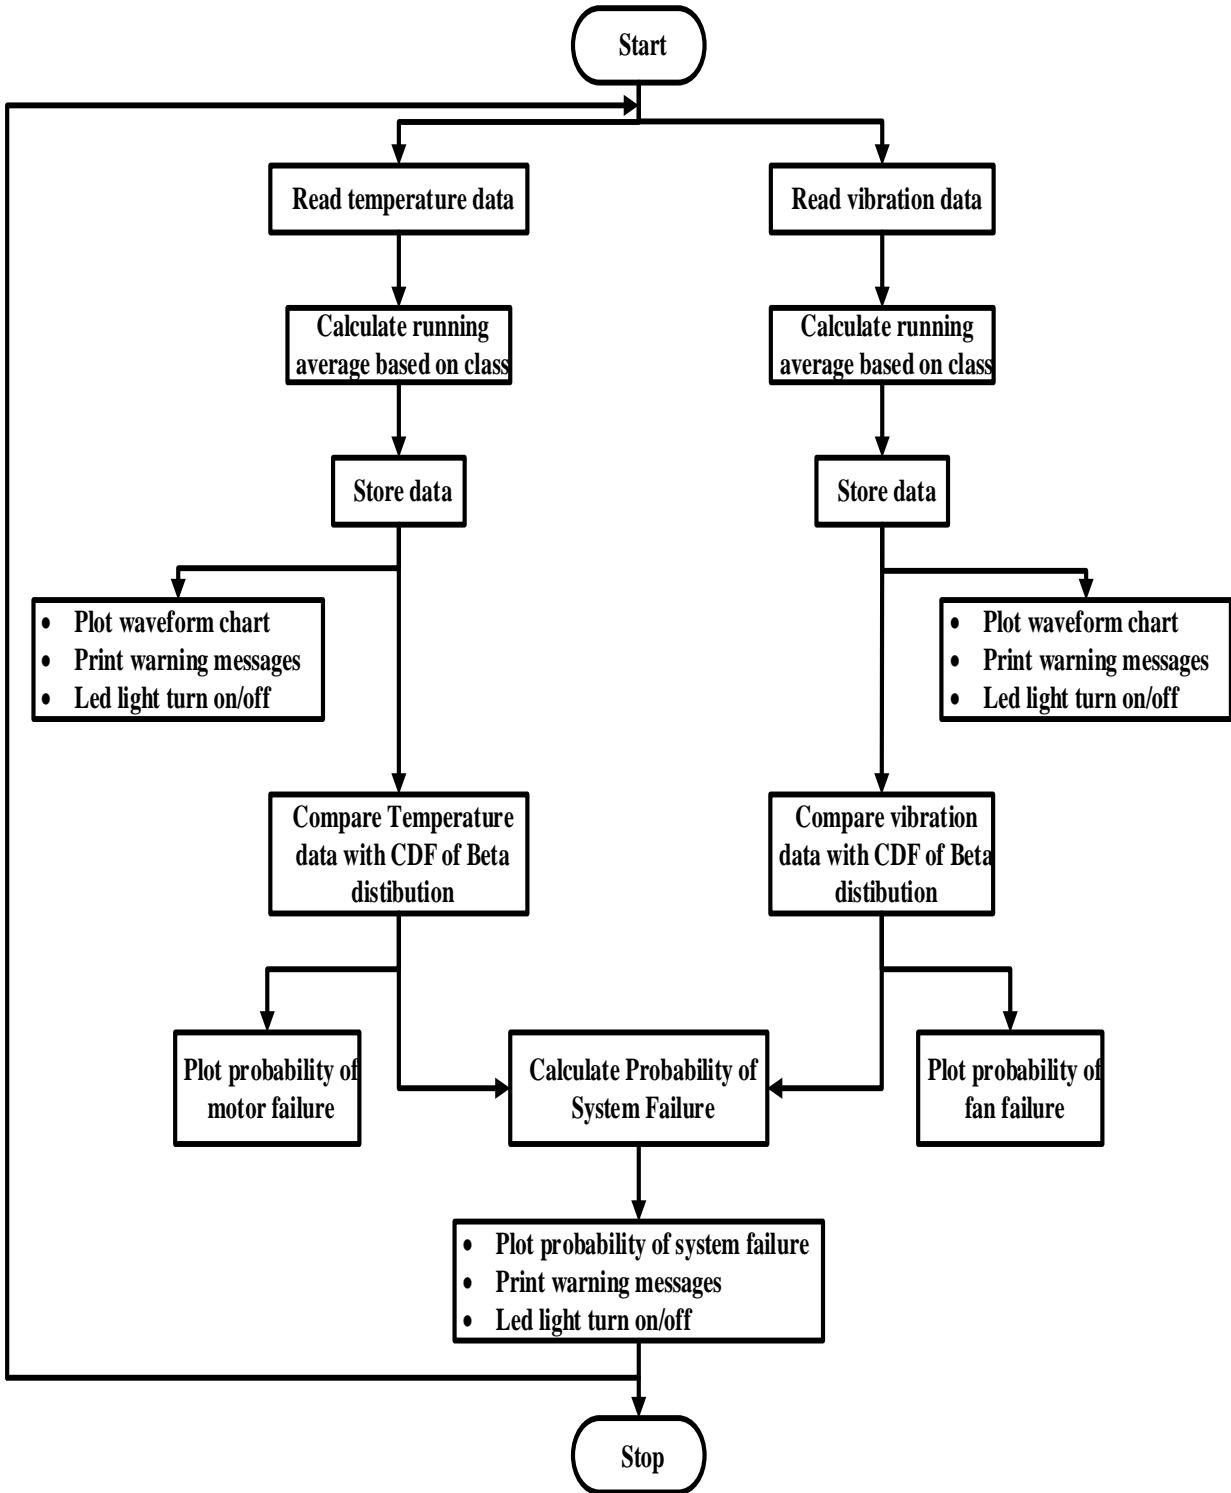 Start
Read temperature data
Read vibration data
Calculate running
average based on class
Calculate running
average based on class
Store data
Store data
• Plot waveform chart
• Print warning messages
• Led light turn on/off
• Plot waveform chart
• Print warning messages
• Led light turn on/off
Compare Temperature
data with CDF of Beta
distibution
Compare vibration
data with CDF of Beta
distibution
Plot probability of
motor failure
Calculate Probability of
System Failure
Plot probability of
fan failure
• Plot probability of system failure
• Print warning messages
• Led light turn on/off
Stop